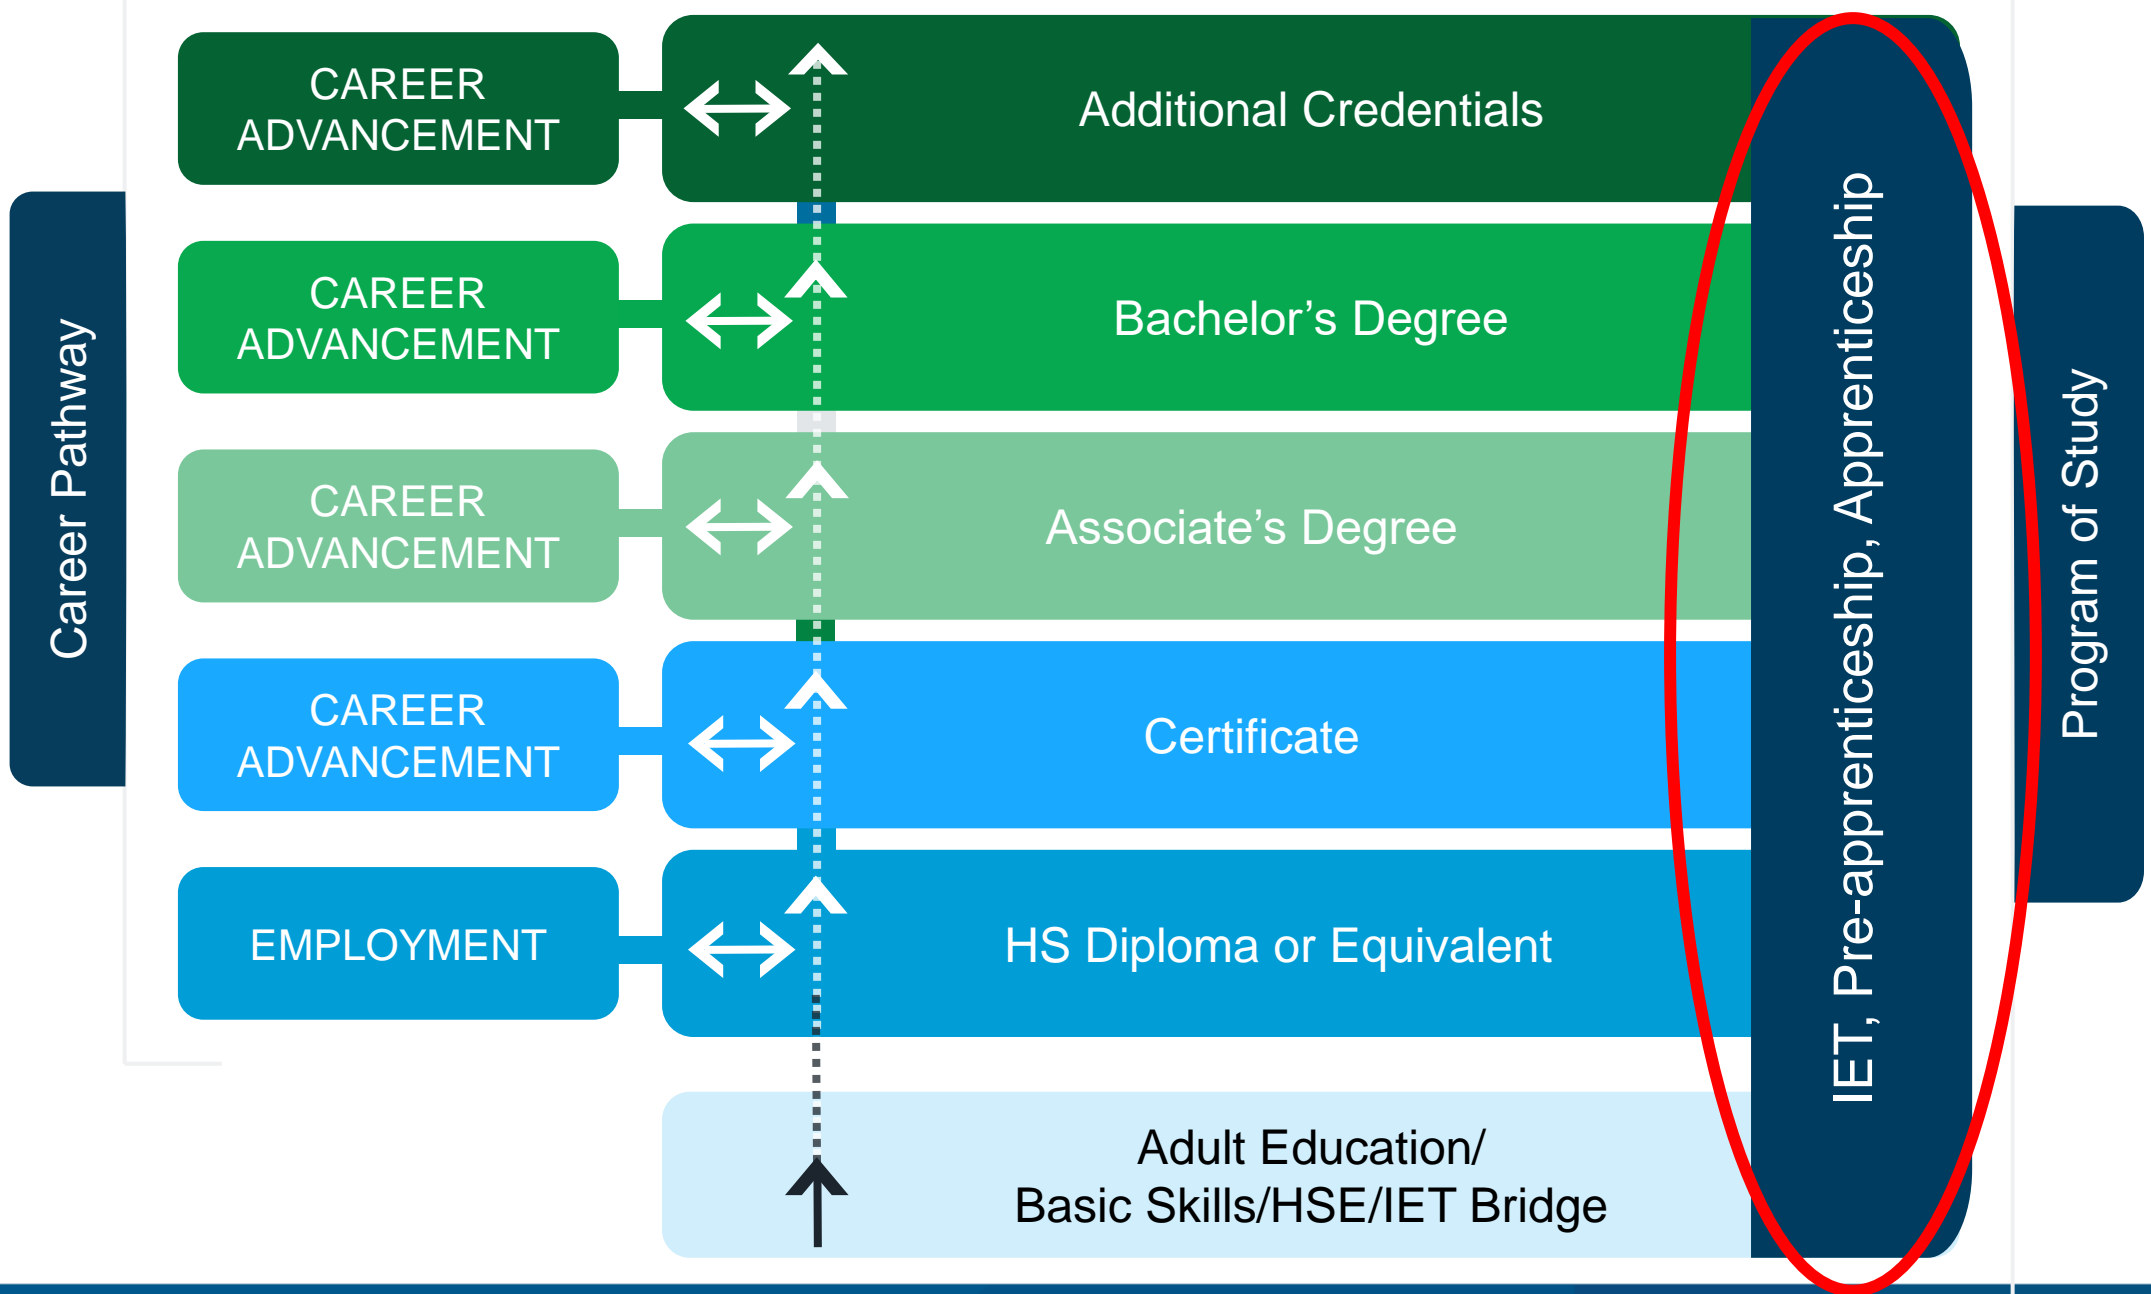 Career Pathway
CAREER
ADVANCEMENT
Additional Credentials
CAREER
ADVANCEMENT
Bachelor’s Degree
CAREER
ADVANCEMENT
Associate’s Degree
CAREER
ADVANCEMENT
Certificate
EMPLOYMENT
HS Diploma or Equivalent
Adult Education/
Basic Skills/HSE/IET Bridge
IET, Pre-apprenticeship, Apprenticeship
Program of Study